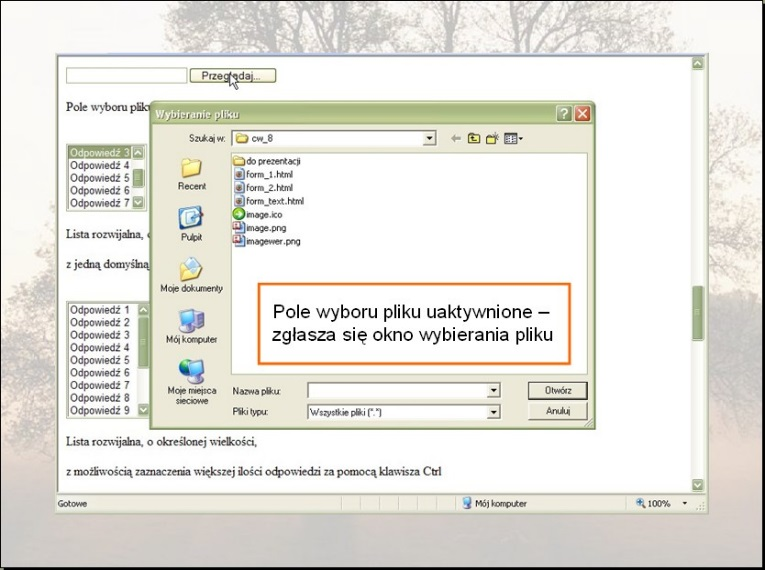 Przeglądaj...
Pole wyboru pliku
Wybieranie pliku
Szukaj w: cw_8
Odpowiedź 3
Odpowiedź 4
Odpowiedź 5
Odpowiedź 6
Odpowiedź 7
Recent
Pulpit
Moje dokumenty
Mój komputer
Moje miejsca
sieciowe
do prezentacji
form_1.html
form_2.html
form_text.html
image.ico
image.png
imagewer.png
Lista rozwijalna,
z jedną domyślną
Pole wyboru pliku uaktywnione –
zgłasza się okno wybierania pliku
Odpowiedź 1
Odpowiedź 2
Odpowiedź 3
Odpowiedź 4
Odpowiedź 5
Odpowiedź 6
Odpowiedź 7
Odpowiedź 8
Odpowiedź 9
Nazwa pliku:
Otwórz
Pliki typu: Wszystkie pliki (*.*)
Anuluj
Lista rozwijalna, o określonej wielkości,
z możliwością zaznaczenia większej ilości odpowiedzi za pomocą klawisza Ctrl
Gotowe
Mój komputer
100%